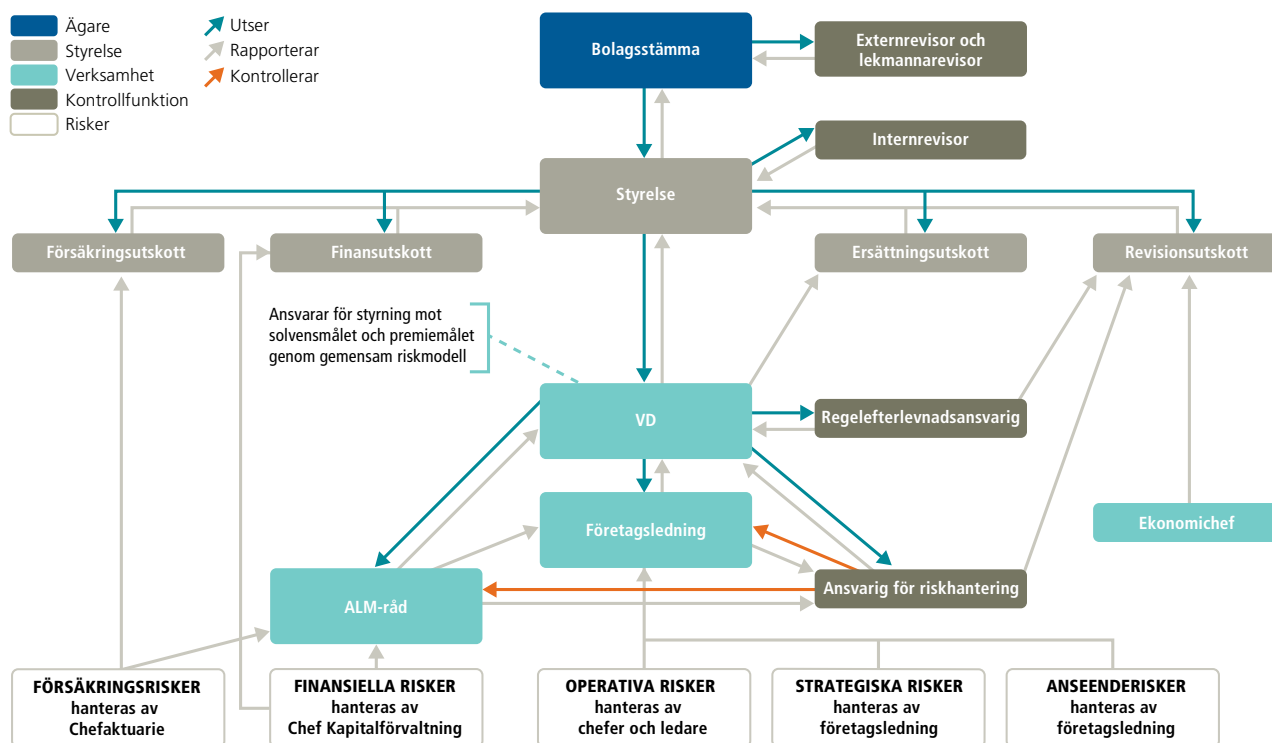 Ägare
Styrelse
Verksamhet
Kontrollfunktion
Risker
Utser
Rapporterar
Kontrollerar
Bolagsstämma
Externrevisor och
lekmannarevisor
Internrevisor
Styrelse
Försäkringsutskott
Finansutskott
Ersättningsutskott
Revisionsutskott
Ansvarar för styrning mot
solvensmålet och premiemålet
genom gemensam riskmodell
VD
Regelefterlevnadsansvarig
Företagsledning
Ekonomichef
ALM-råd
Ansvarig för riskhantering
FÖRSÄKRINGSRISKER
hanteras av
Chefaktuarie
FINANSIELLA RISKER
hanteras av
Chef Kapitalförvaltning
OPERATIVA RISKER
hanteras av
chefer och ledare
STRATEGISKA RISKER
hanteras av
företagsledning
ANSEENDERISKER
hanteras av
företagsledning